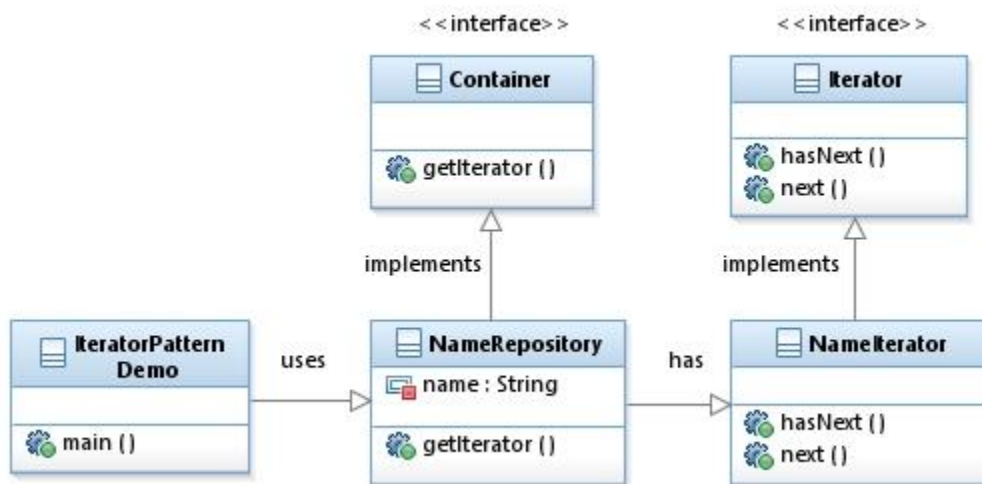 <<interface>>
<<interface>>
Container
getIterator ()
Iterator
hasNext ()
next ()
implements
implements
IteratorPattern
Demo
main ()
uses
NameRepository
name : String
getIterator ()
has
NameIterator
hasNext ()
next ()